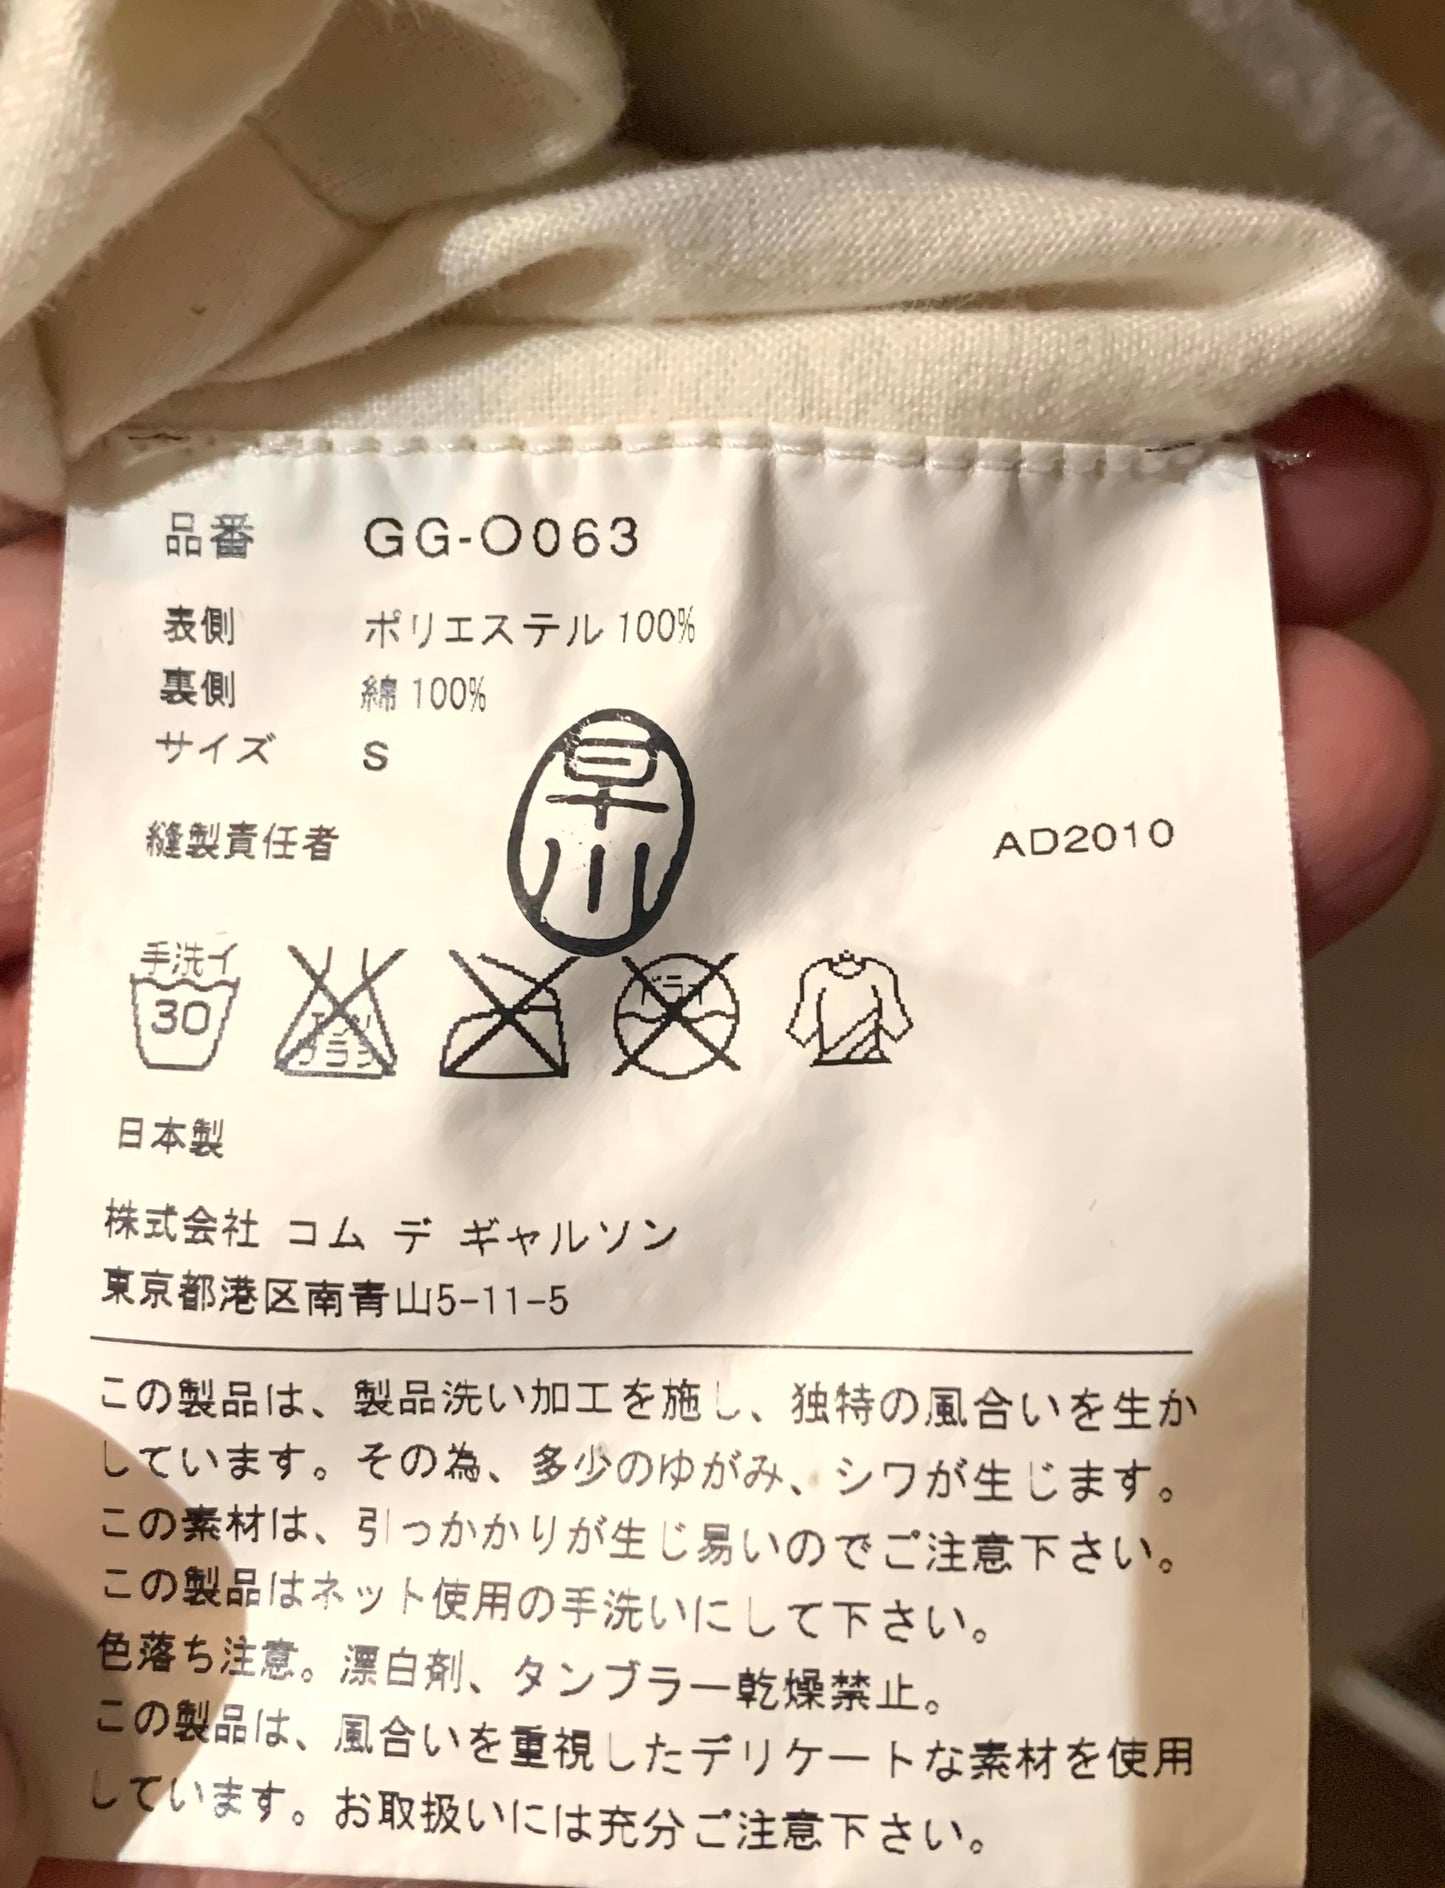 品番 GG-O063
表側 ポリエステル 100%
裏側 綿 100%
サイズ S
縫製責任者 早川 AD2010
手洗イ
30
エンソ
サラシ
ドライ
日本製
株式会社 コム デ ギャルソン
東京都港区南青山5-11-5
この製品は、製品洗い加工を施し、独特の風合いを生か
しています。その為、多少のゆがみ、シワが生じます。
この素材は、引っかかりが生じ易いのでご注意下さい。
この製品はネット使用の手洗いにして下さい。
色落ち注意。漂白剤、タンブラー乾燥禁止。
この製品は、風合いを重視したデリケートな素材を使用
しています。お取扱いには充分ご注意下さい。